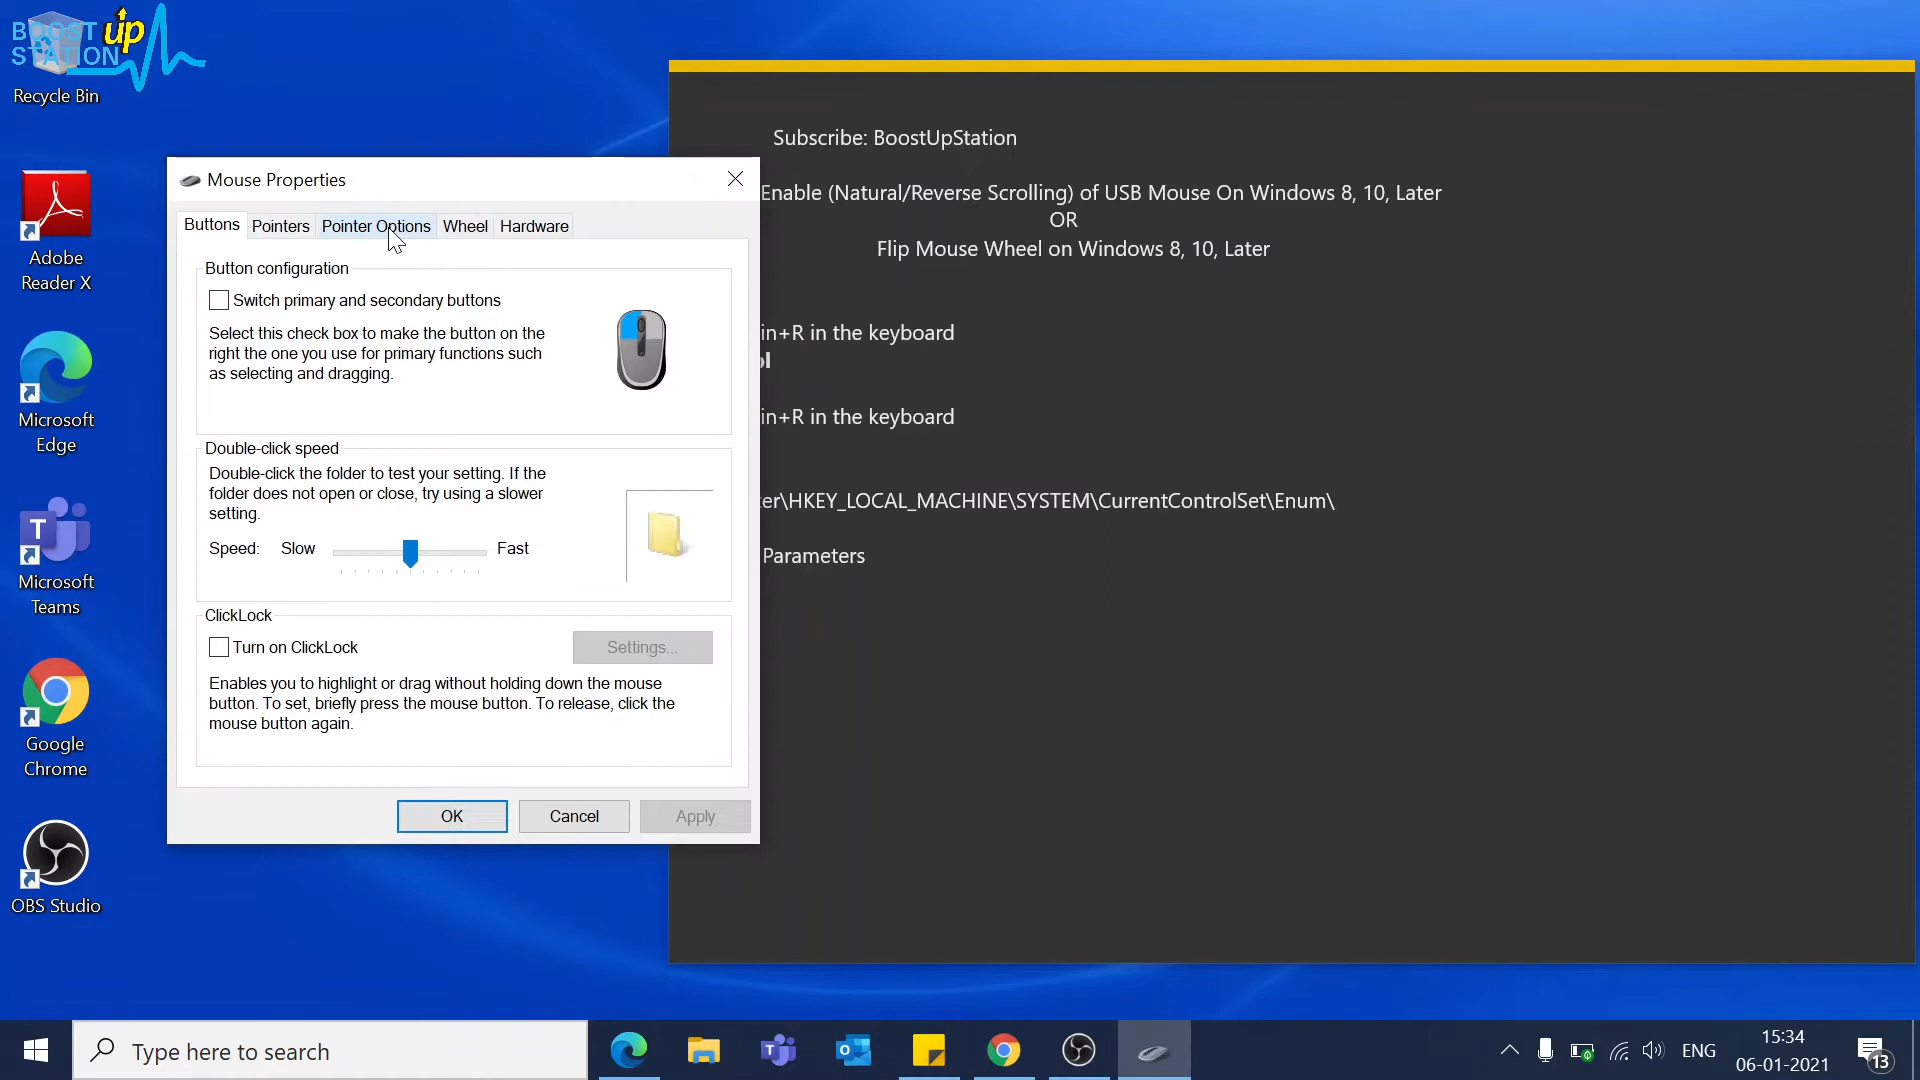 BOOST up
STATION
Recycle Bin
Adobe
Reader X
Microsoft
Edge
Microsoft
Teams
Google
Chrome
OBS Studio
Mouse Properties
Buttons
Pointers
Pointer Options
Wheel
Hardware
Button configuration
Switch primary and secondary buttons
Select this check box to make the button on the
right the one you use for primary functions such
as selecting and dragging.
Double-click speed
Double-click the folder to test your setting. If the
folder does not open or close, try using a slower
setting.
Speed: Slow Fast
ClickLock
Turn on ClickLock
Settings...
Enables you to highlight or drag without holding down the mouse
button. To set, briefly press the mouse button. To release, click the
mouse button again.
OK
Cancel
Apply
Subscribe: BoostUpStation
Enable (Natural/Reverse Scrolling) of USB Mouse On Windows 8, 10, Later
OR
Flip Mouse Wheel on Windows 8, 10, Later
in+R in the keyboard
ol
in+R in the keyboard
ter\HKEY_LOCAL_MACHINE\SYSTEM\CurrentControlSet\Enum\
Parameters
Type here to search
ENG
15:34
06-01-2021
13